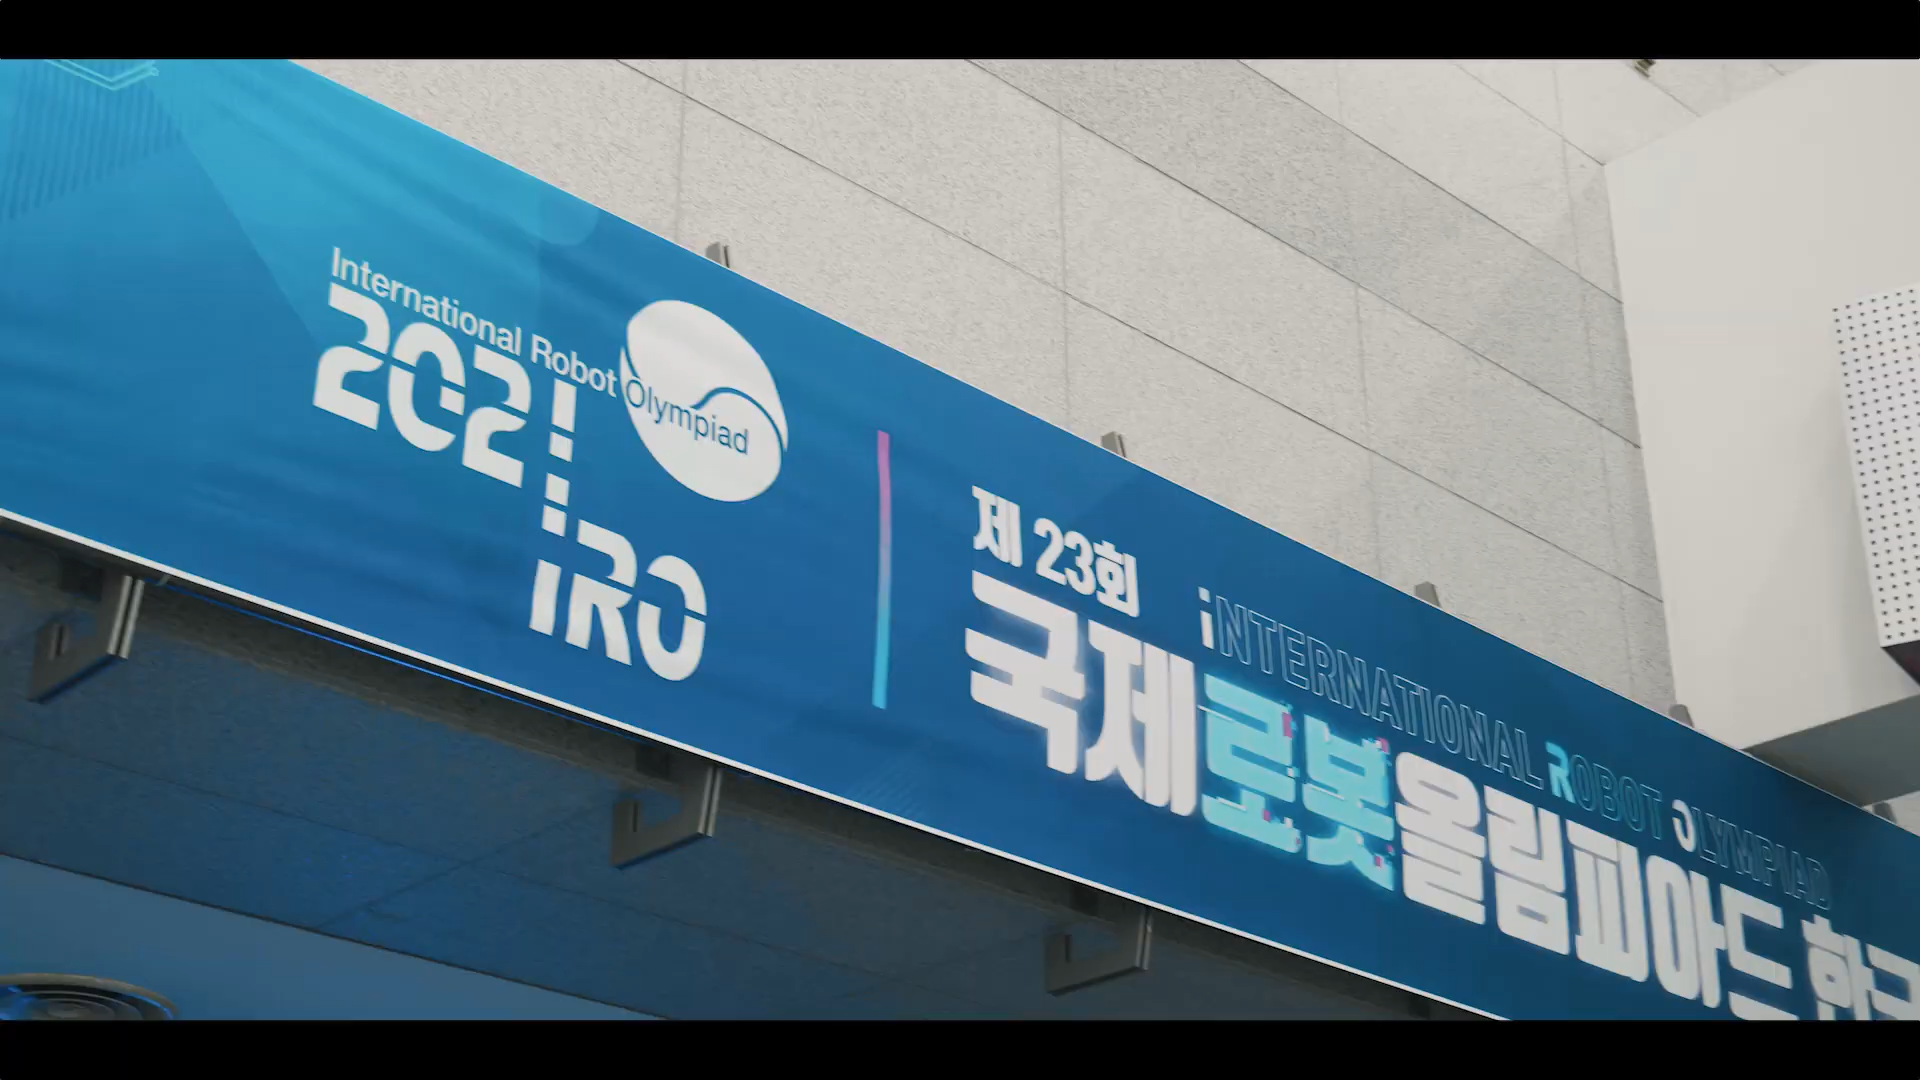 International Robot Olympiad
2021
IRO
제 23회
iNTERNATIONAL ROBOT OLYMPIAD
국제로봇올림피아드 한